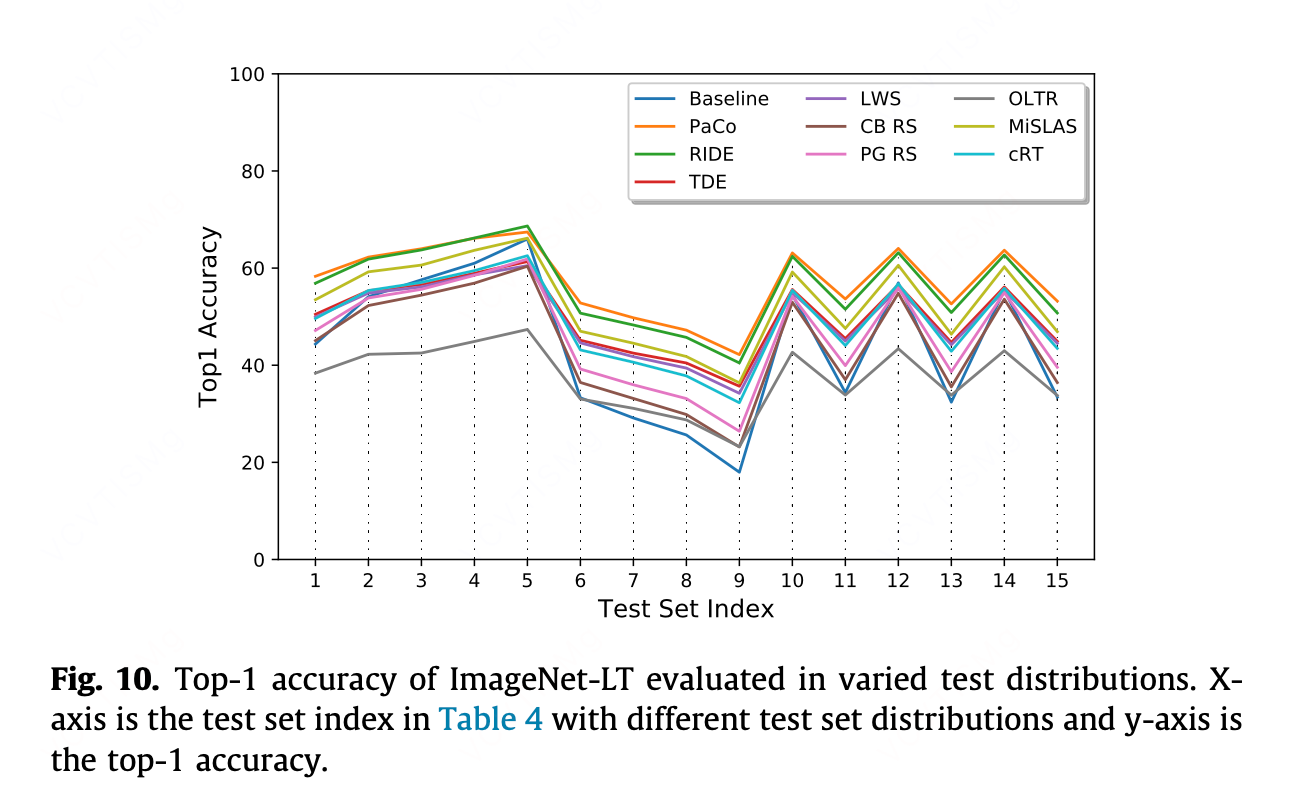 100
80
60
40
20
0
Top1 Accuracy
Baseline LWS OLTR
PaCo CB RS MiSLAS
RIDE PG RS cRT
TDE
1 2 3 4 5 6 7 8 9 10 11 12 13 14 15
Test Set Index
Fig. 10. Top-1 accuracy of ImageNet-LT evaluated in varied test distributions. X-
axis is the test set index in Table 4 with different test set distributions and y-axis is
the top-1 accuracy.